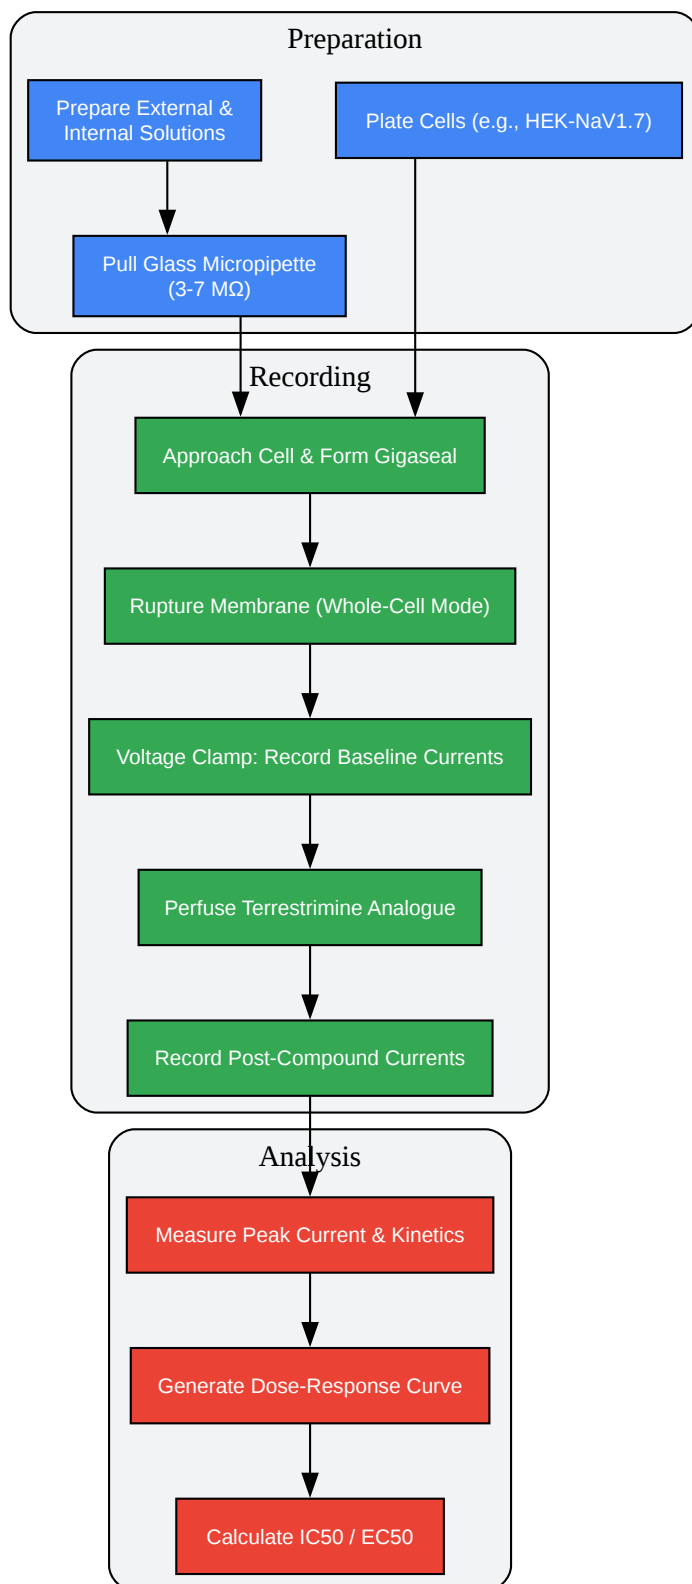 Preparation
Prepare External &
Internal Solutions
Plate Cells (e.g., HEK-NaV1.7)
Pull Glass Micropipette
(3-7 MΩ)
Recording
Approach Cell & Form Gigaseal
Rupture Membrane (Whole-Cell Mode)
Voltage Clamp: Record Baseline Currents
Perfuse Terrestrimine Analogue
Record Post-Compound Currents
Analysis
Measure Peak Current & Kinetics
Generate Dose-Response Curve
Calculate IC50 / EC50